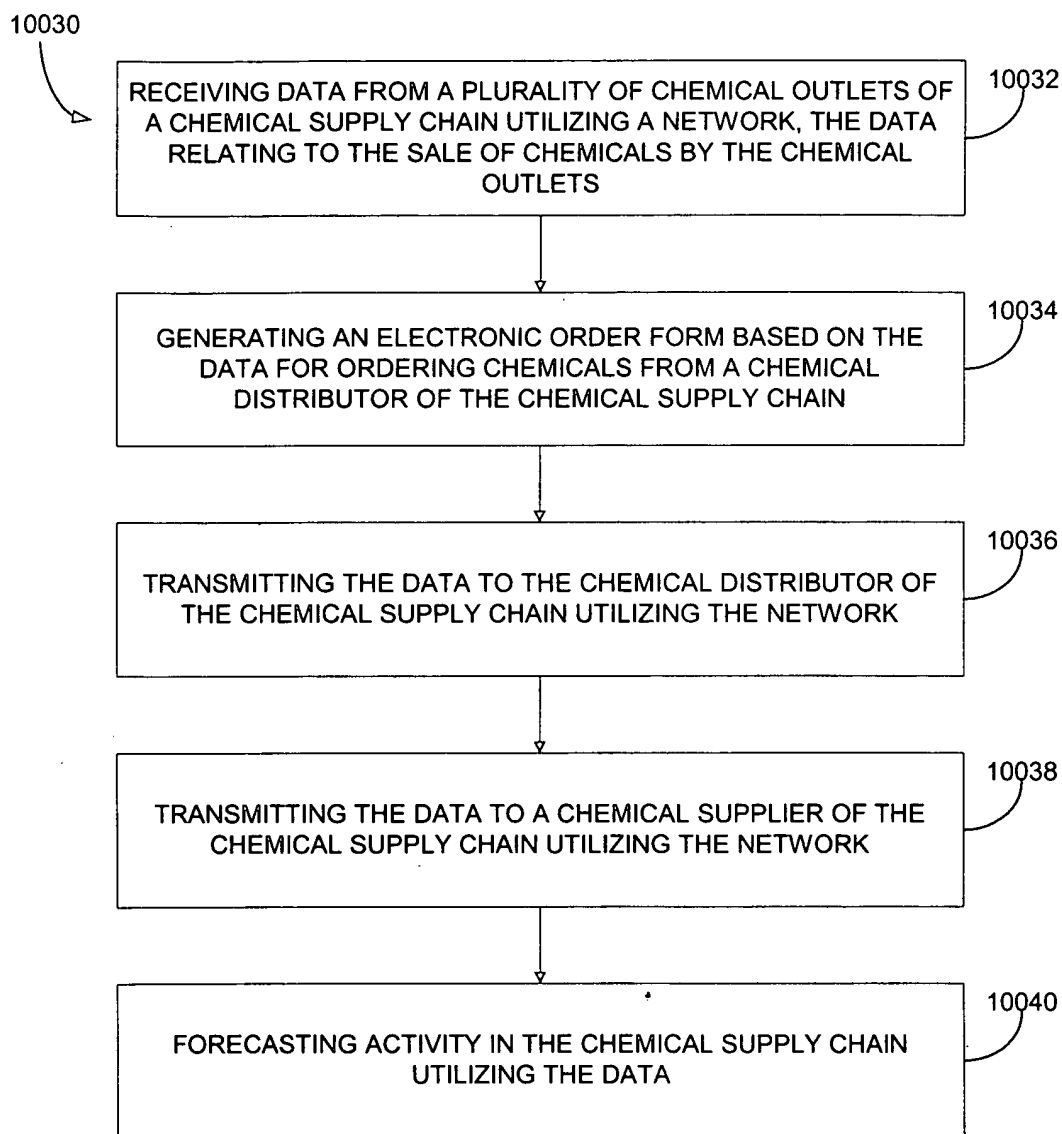 10030
RECEIVING DATA FROM A PLURALITY OF CHEMICAL OUTLETS OF
A CHEMICAL SUPPLY CHAIN UTILIZING A NETWORK, THE DATA
RELATING TO THE SALE OF CHEMICALS BY THE CHEMICAL
OUTLETS
10032
GENERATING AN ELECTRONIC ORDER FORM BASED ON THE
DATA FOR ORDERING CHEMICALS FROM A CHEMICAL
DISTRIBUTOR OF THE CHEMICAL SUPPLY CHAIN
10034
TRANSMITTING THE DATA TO THE CHEMICAL DISTRIBUTOR OF
THE CHEMICAL SUPPLY CHAIN UTILIZING THE NETWORK
10036
TRANSMITTING THE DATA TO A CHEMICAL SUPPLIER OF THE
CHEMICAL SUPPLY CHAIN UTILIZING THE NETWORK
10038
FORECASTING ACTIVITY IN THE CHEMICAL SUPPLY CHAIN
UTILIZING THE DATA
10040